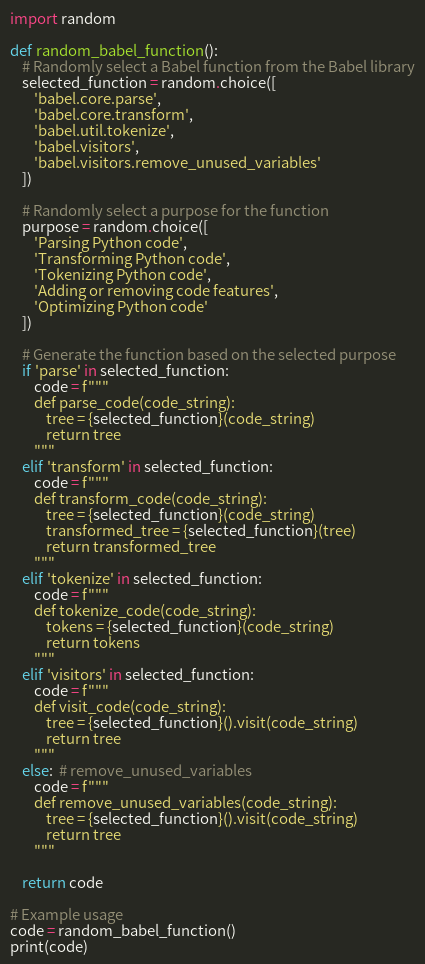 import random

def random_babel_function():
    # Randomly select a Babel function from the Babel library
    selected_function = random.choice([
        'babel.core.parse',
        'babel.core.transform',
        'babel.util.tokenize',
        'babel.visitors',
        'babel.visitors.remove_unused_variables'
    ])

    # Randomly select a purpose for the function
    purpose = random.choice([
        'Parsing Python code',
        'Transforming Python code',
        'Tokenizing Python code',
        'Adding or removing code features',
        'Optimizing Python code'
    ])

    # Generate the function based on the selected purpose
    if 'parse' in selected_function:
        code = f"""
        def parse_code(code_string):
            tree = {selected_function}(code_string)
            return tree
        """
    elif 'transform' in selected_function:
        code = f"""
        def transform_code(code_string):
            tree = {selected_function}(code_string)
            transformed_tree = {selected_function}(tree)
            return transformed_tree
        """
    elif 'tokenize' in selected_function:
        code = f"""
        def tokenize_code(code_string):
            tokens = {selected_function}(code_string)
            return tokens
        """
    elif 'visitors' in selected_function:
        code = f"""
        def visit_code(code_string):
            tree = {selected_function}().visit(code_string)
            return tree
        """
    else:  # remove_unused_variables
        code = f"""
        def remove_unused_variables(code_string):
            tree = {selected_function}().visit(code_string)
            return tree
        """

    return code

# Example usage
code = random_babel_function()
print(code)